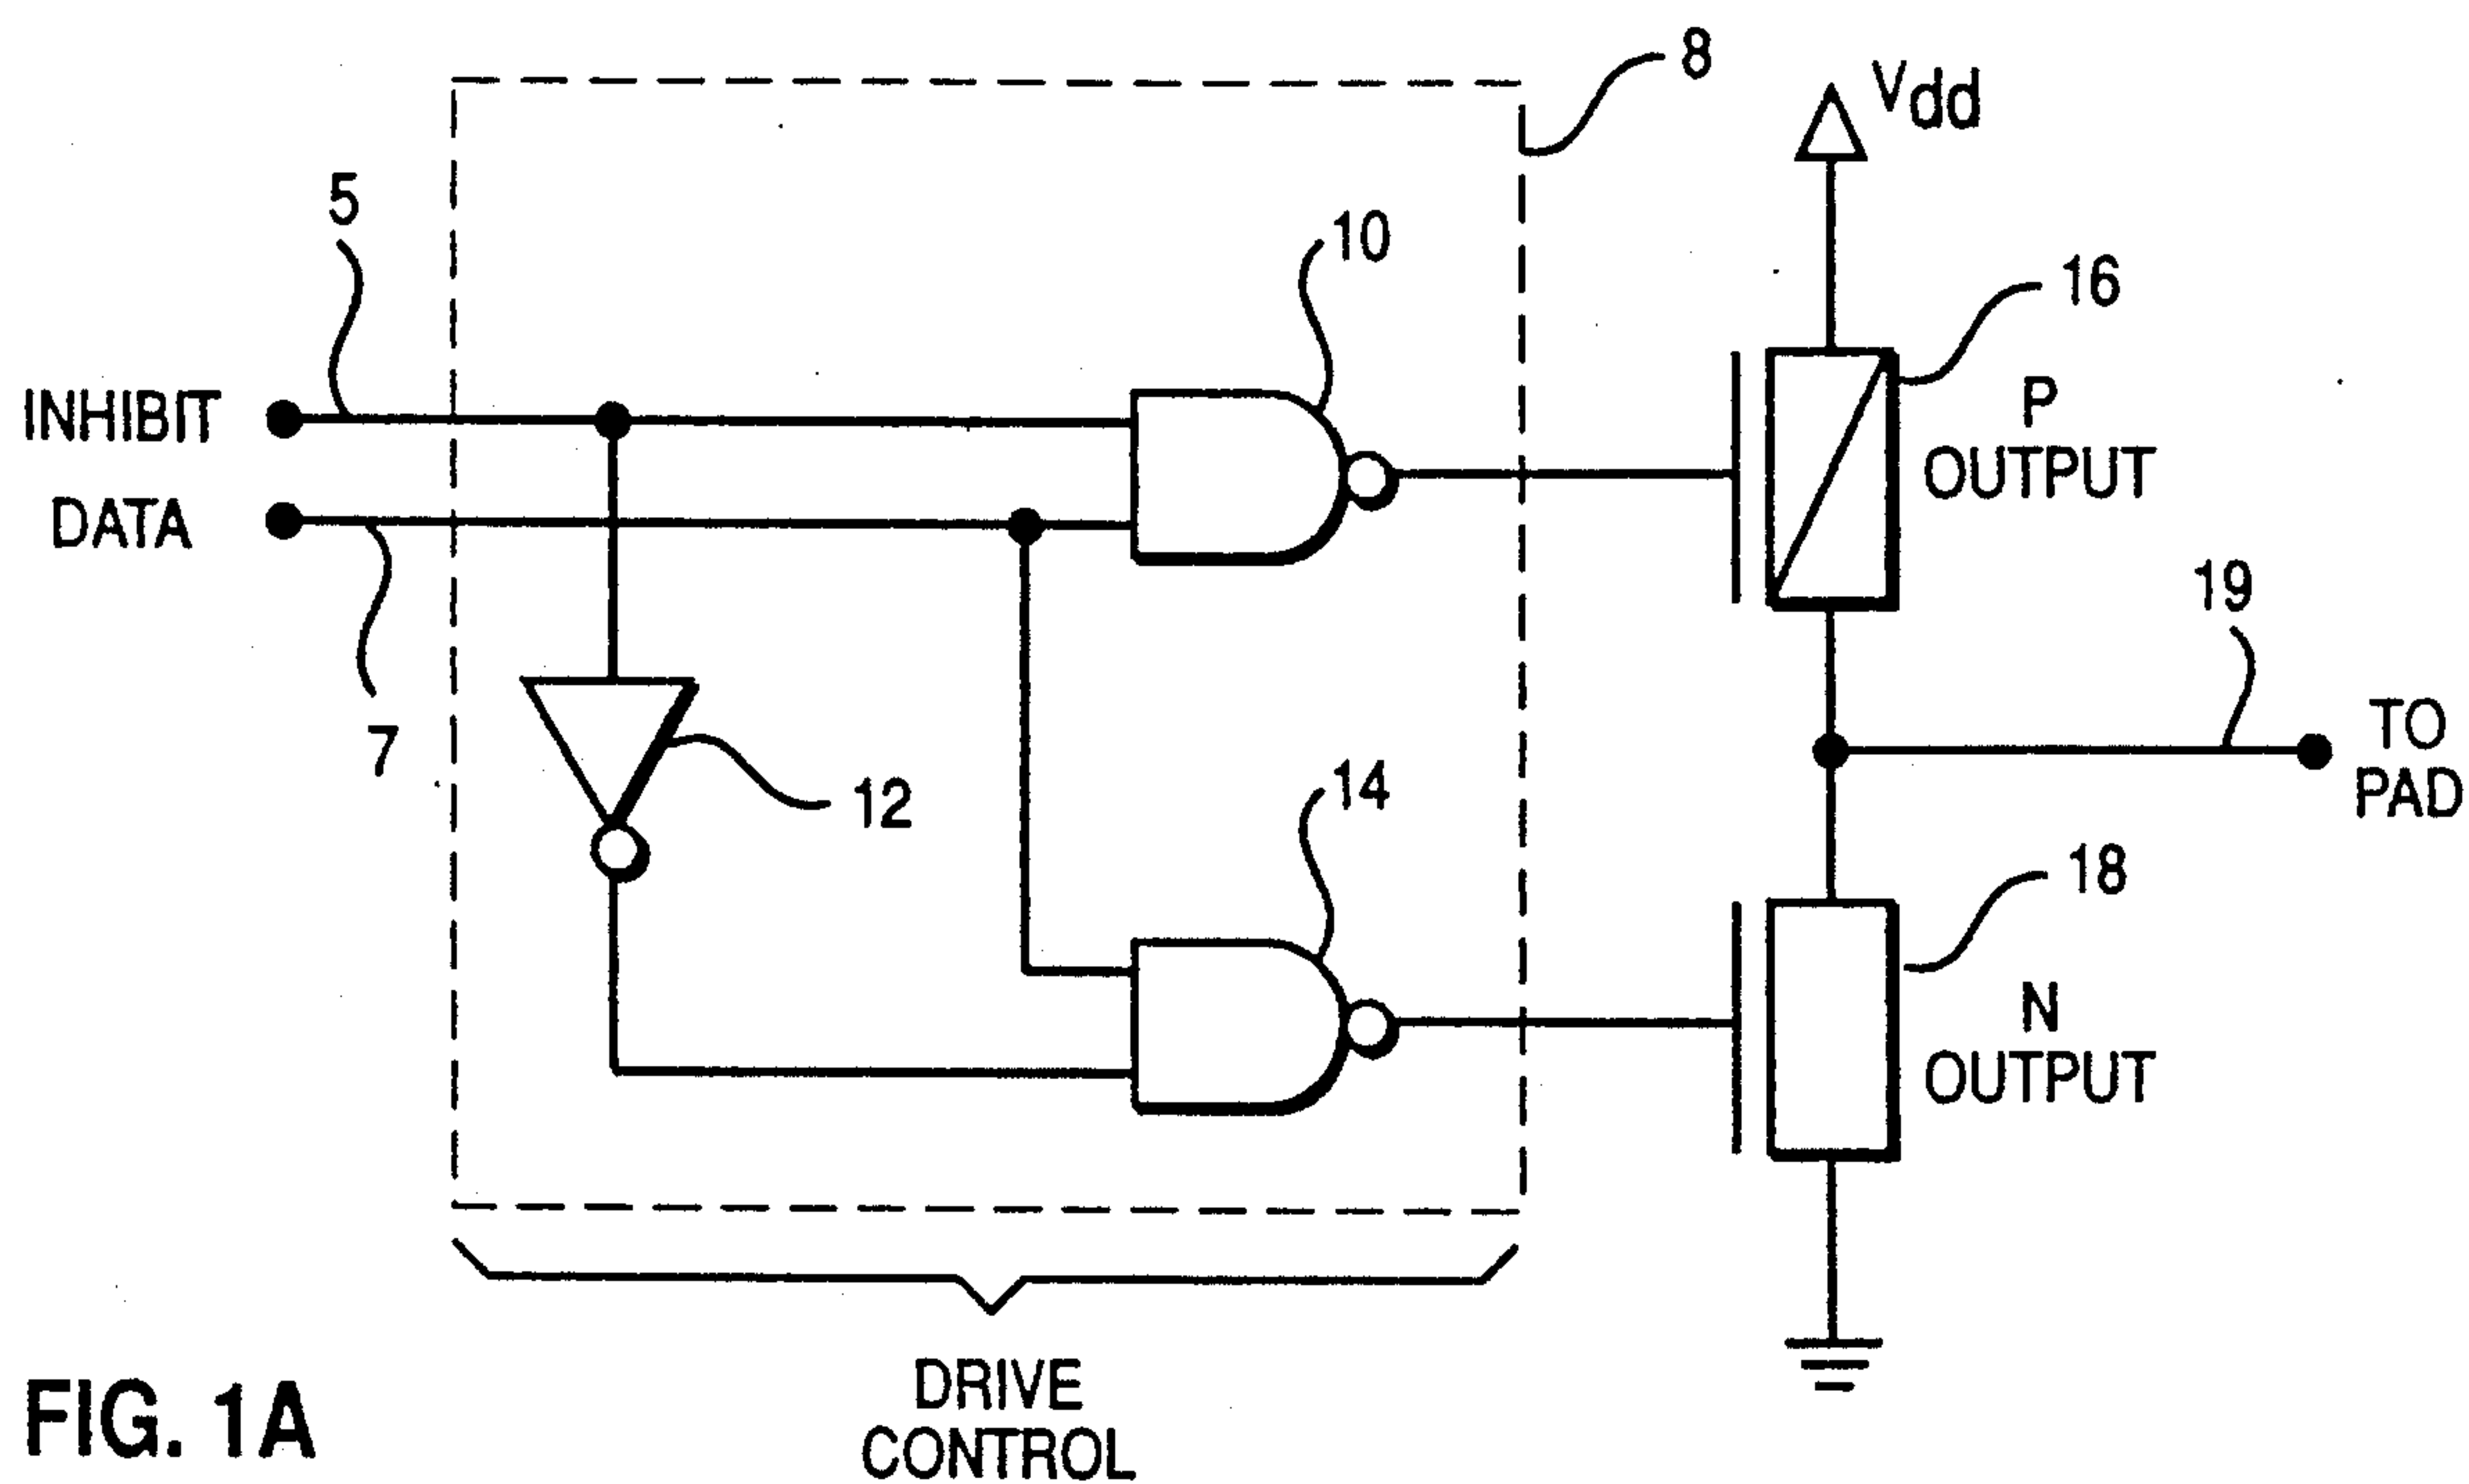 8
Vdd
5
10
16
INHIBIT
P
OUTPUT
DATA
19
7
12
14
TO
PAD
18
N
OUTPUT
DRIVE
CONTROL
FIG. 1A